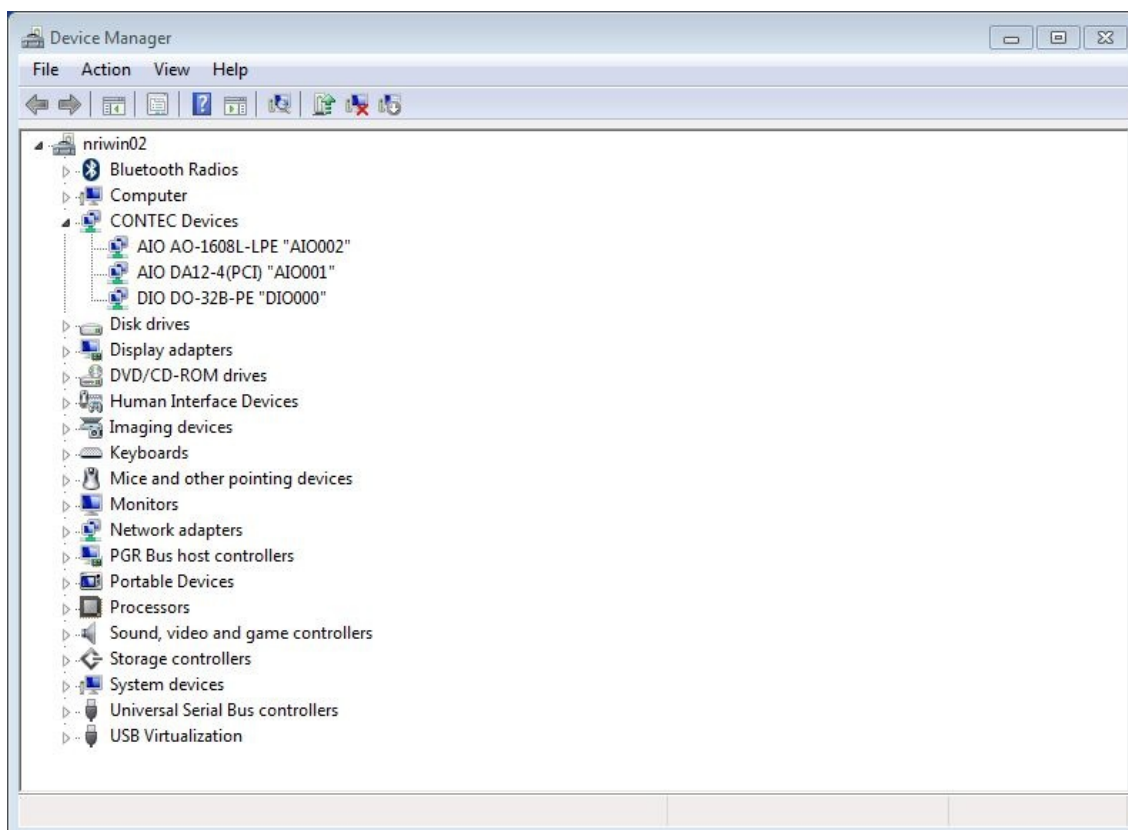 Device Manager
File Action View Help
nriwin02
Bluetooth Radios
Computer
CONTEC Devices
AIO AO-1608L-LPE "AIO002"
AIO DA12-4(PCI) "AIO001"
DIO DO-32B-PE "DIO000"
Disk drives
Display adapters
DVD/CD-ROM drives
Human Interface Devices
Imaging devices
Keyboards
Mice and other pointing devices
Monitors
Network adapters
PGR Bus host controllers
Portable Devices
Processors
Sound, video and game controllers
Storage controllers
System devices
Universal Serial Bus controllers
USB Virtualization